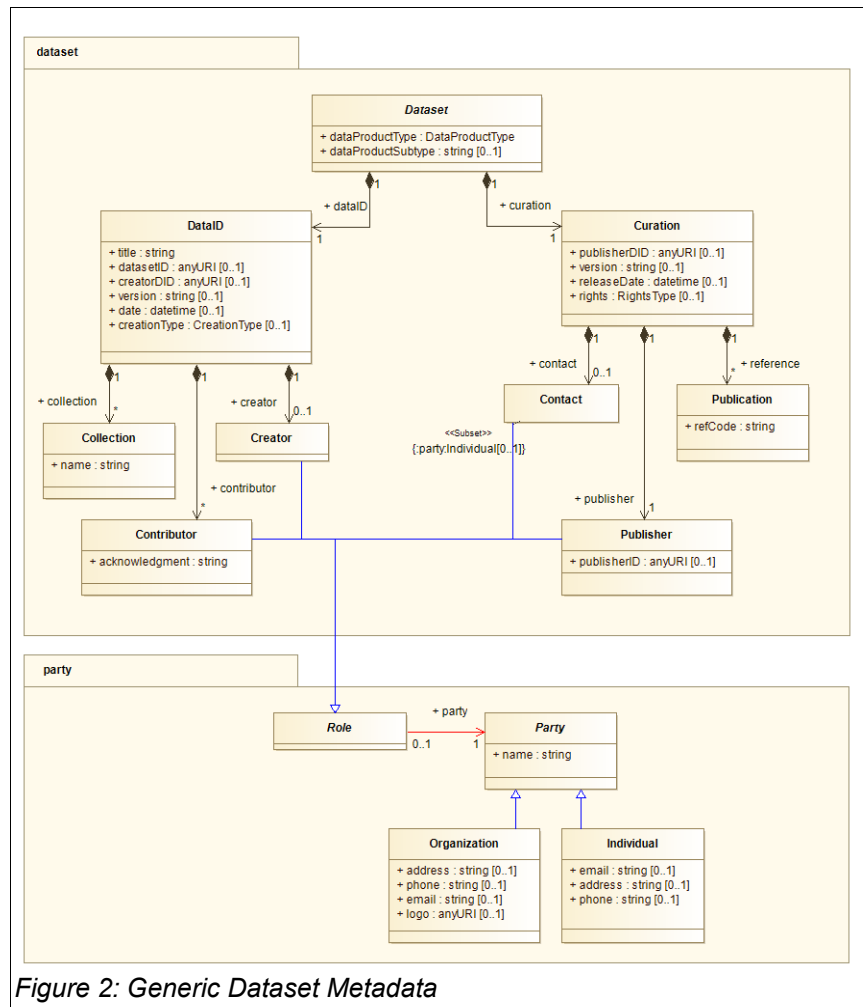 dataset
Dataset
+ dataProductType : DataProductType
+ dataProductSubtype : string [0..1]
1
1
+ dataID
+ curation
1
1
DataID
+ title : string
+ datasetID : anyURI [0..1]
+ creatorDID : anyURI [0..1]
+ version : string [0..1]
+ date : datetime [0..1]
+ creationType : CreationType [0..1]
Curation
+ publisherDID : anyURI [0..1]
+ version : string [0..1]
+ releaseDate : datetime [0..1]
+ rights : RightsType [0..1]
1
1
1
1
1
1
+ collection
*
+ creator
0..1
+ contact
0..1
+ reference
*
Collection
+ name : string
Creator
Contact
Publication
+ refCode : string
<<Subset>>
{:party:Individual[0..1]}
+ contributor
*
+ publisher
1
Contributor
+ acknowledgment : string
Publisher
+ publisherID : anyURI [0..1]
party
Role
+ party
0..1
1
Party
+ name : string
Organization
+ address : string [0..1]
+ phone : string [0..1]
+ email : string [0..1]
+ logo : anyURI [0..1]
Individual
+ email : string [0..1]
+ address : string [0..1]
+ phone : string [0..1]
Figure 2: Generic Dataset Metadata